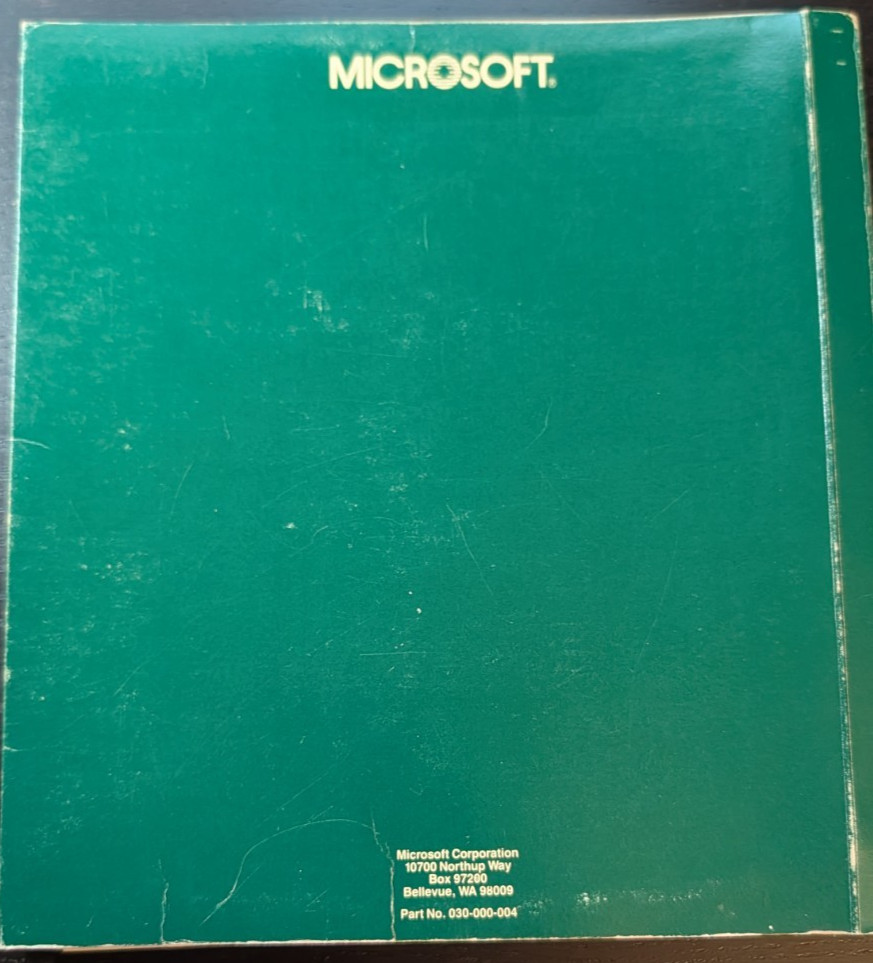 MICROSOFT®
Microsoft Corporation
10700 Northup Way
Box 97200
Bellevue, WA 98009
Part No. 030-000-004